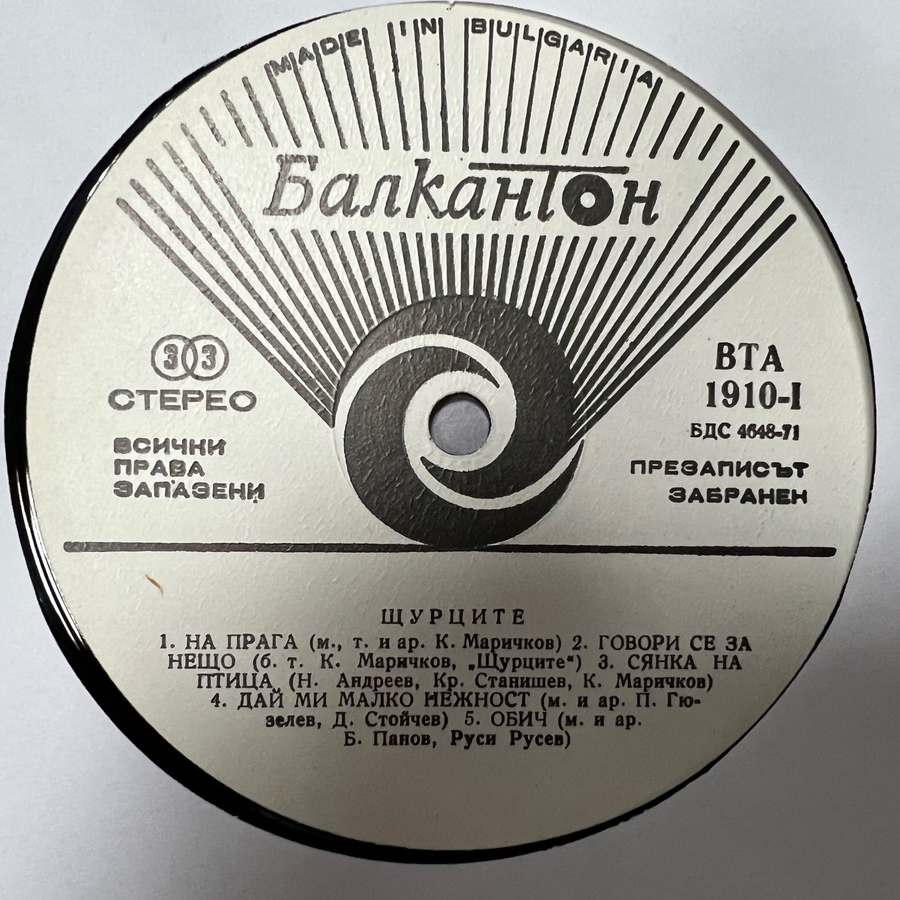 MADE IN BULGARIA
Балкантон
33
СТЕРЕО
ВСИЧКИ
ПРАВА
ЗАПАЗЕНИ
ВТА
1910-I
БДС 4648-71
ПРЕЗАПИСЪТ
ЗАБРАНЕН
ЩУРЦИТЕ
1. НА ПРАГА (м., т. и ар. К. Маричков) 2. ГОВОРИ СЕ ЗА
НЕЩО (б. т. К. Маричков, „Щурците“) 3. СЯНКА НА
ПТИЦА (Н. Андреев, Кр. Станишев, К. Маричков)
4. ДАЙ МИ МАЛКО НЕЖНОСТ (м. и ар. П. Гю-
зелев, Д. Стойчев) 5. ОБИЧ (м. и ар.
Б. Панов, Руси Русев)